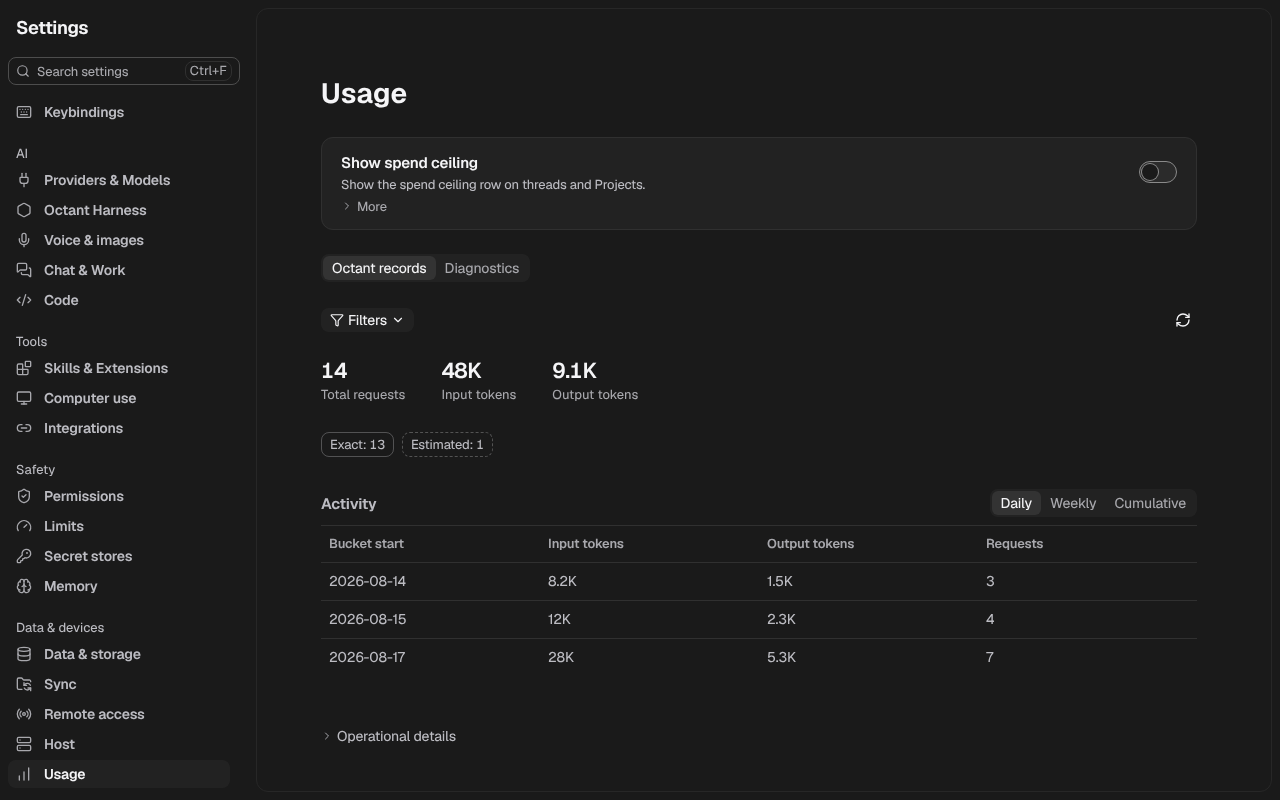 Settings
Search settings Ctrl+F
Keybindings
AI
Providers & Models
Octant Harness
Voice & images
Chat & Work
Code
Tools
Skills & Extensions
Computer use
Integrations
Safety
Permissions
Limits
Secret stores
Memory
Data & devices
Data & storage
Sync
Remote access
Host
Usage
Usage
Show spend ceiling
Show the spend ceiling row on threads and Projects.
More
Octant records Diagnostics
Filters
14 48K 9.1K
Total requests Input tokens Output tokens
Exact: 13 Estimated: 1
Activity Daily Weekly Cumulative
Bucket start Input tokens Output tokens Requests
2026-08-14 8.2K 1.5K 3
2026-08-15 12K 2.3K 4
2026-08-17 28K 5.3K 7
Operational details